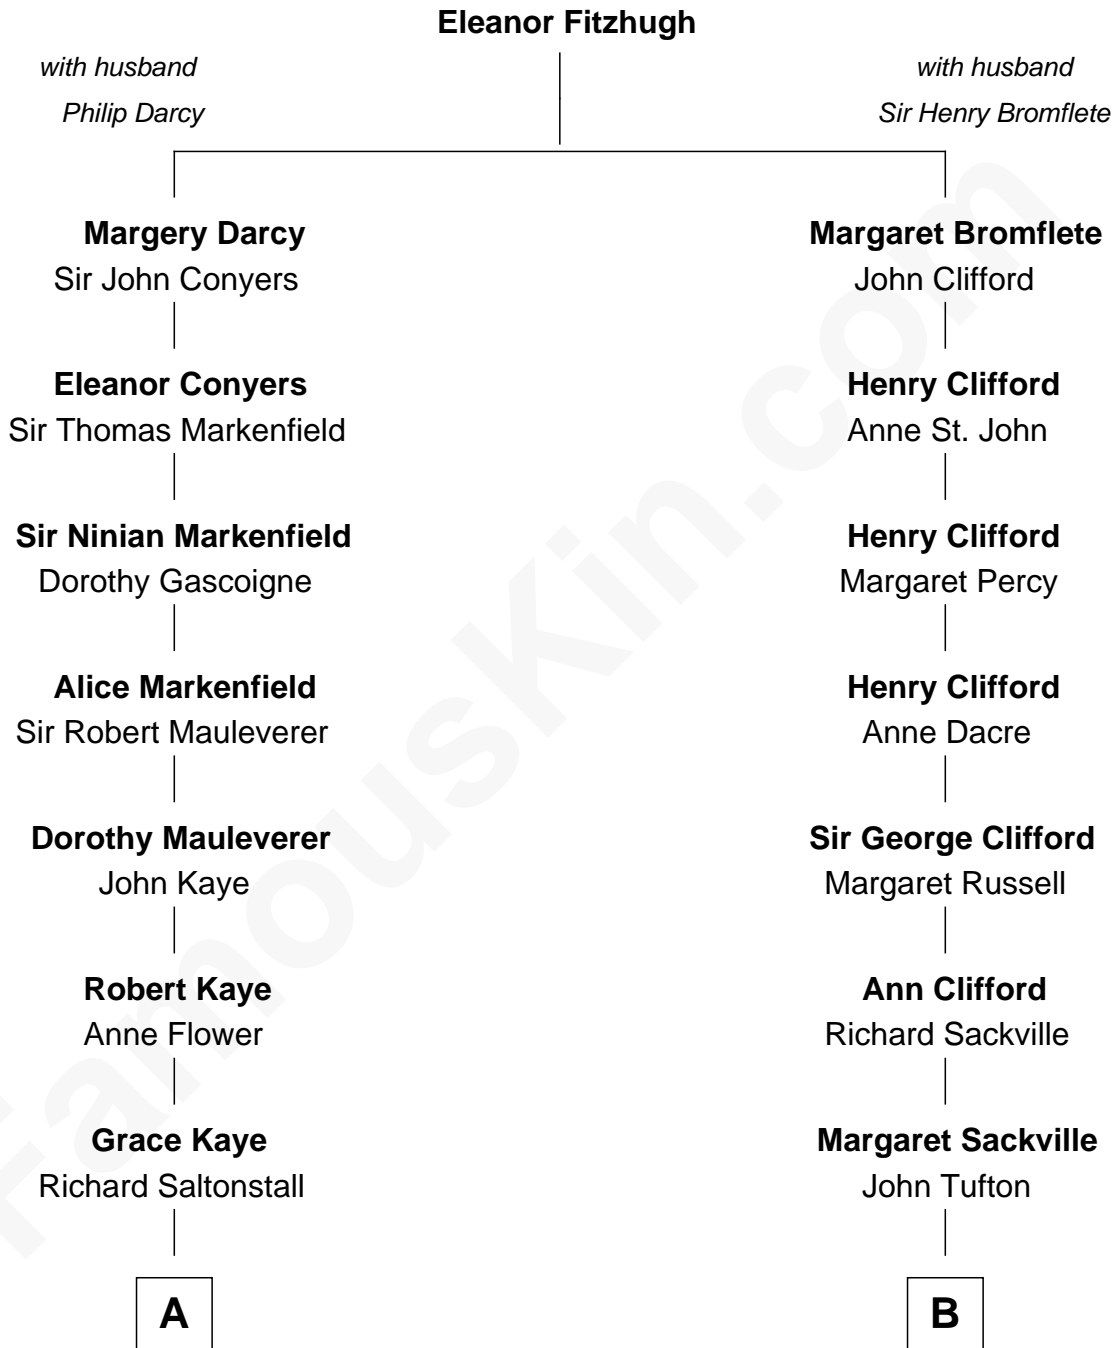 Eleanor Fitzhugh
with husband
Philip Darcy
with husband
Sir Henry Bromflete
Margery Darcy
Sir John Conyers
Margaret Bromflete
John Clifford
Eleanor Conyers
Sir Thomas Markenfield
Henry Clifford
Anne St. John
Sir Ninian Markenfield
Dorothy Gascoigne
Henry Clifford
Margaret Percy
Alice Markenfield
Sir Robert Mauleverer
Henry Clifford
Anne Dacre
Dorothy Mauleverer
John Kaye
Sir George Clifford
Margaret Russell
Robert Kaye
Anne Flower
Ann Clifford
Richard Sackville
Grace Kaye
Richard Saltonstall
Margaret Sackville
John Tufton
A
B
FamousKin.com